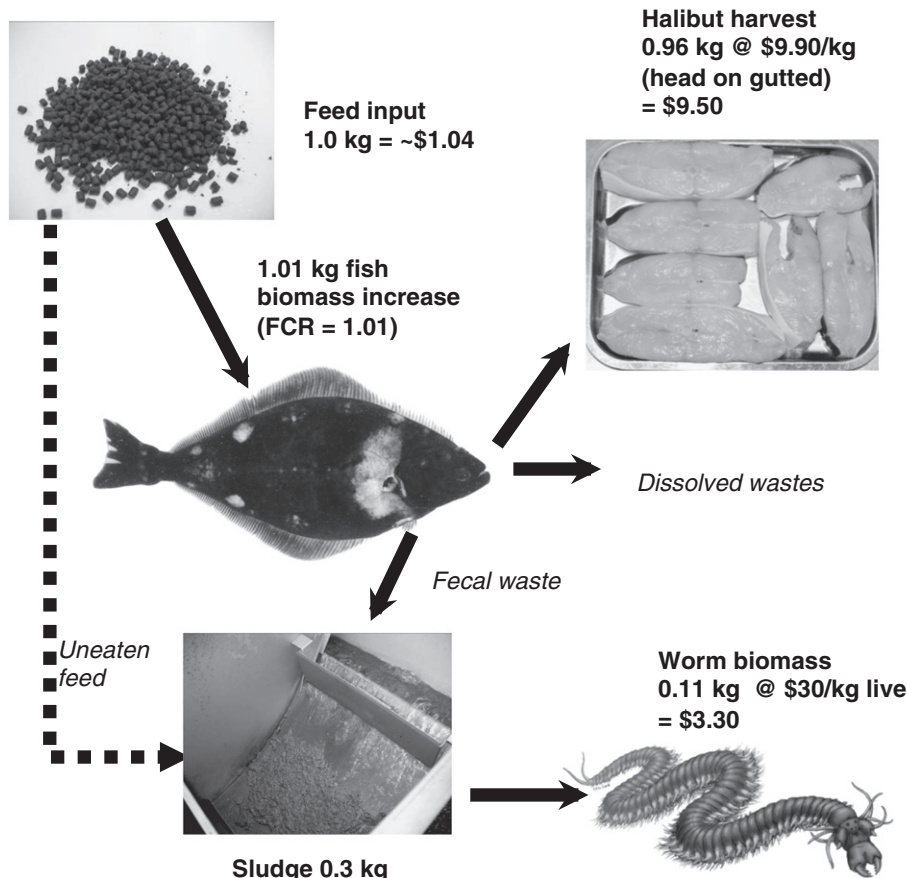 Halibut harvest
0.96 kg @ $9.90/kg
(head on gutted)
= $9.50
Feed input
1.0 kg = ~$1.04
1.01 kg fish
biomass increase
(FCR = 1.01)
Dissolved wastes
Fecal waste
Uneaten
feed
Worm biomass
0.11 kg @ $30/kg live
= $3.30
Sludge 0.3 kg